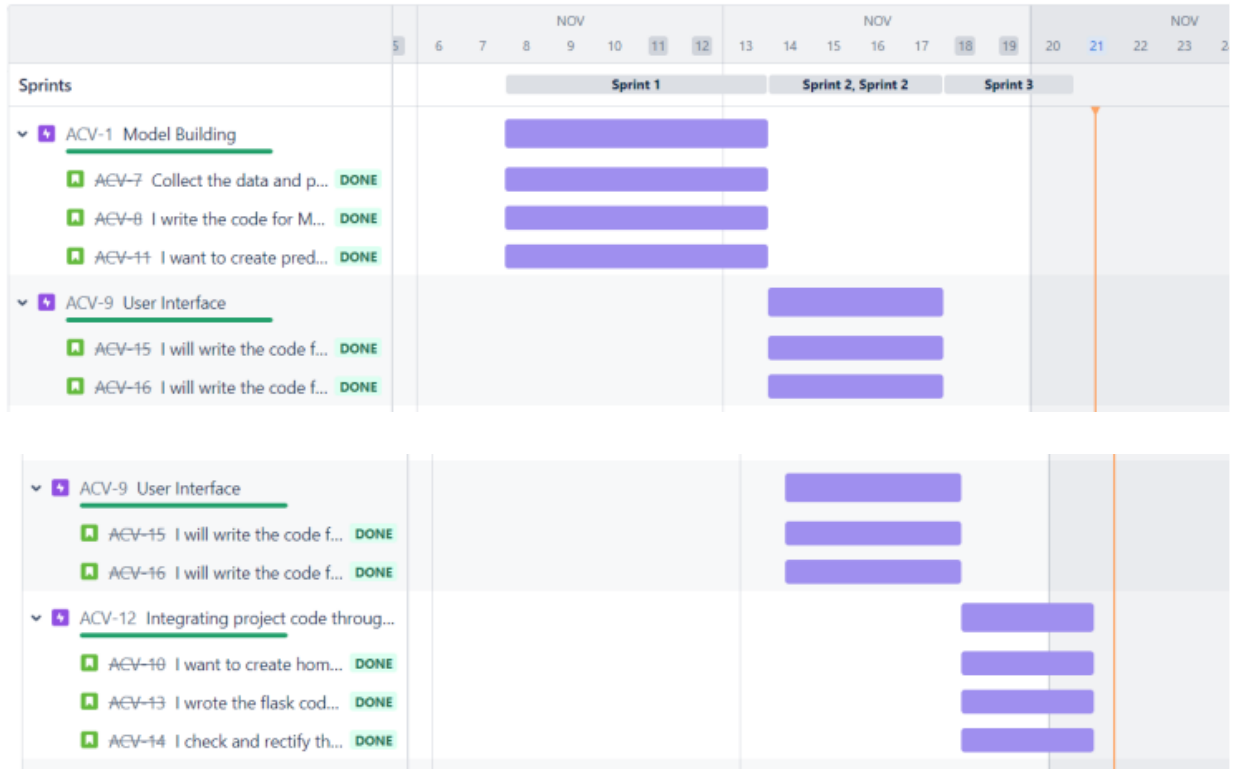 NOV NOV NOV
5 6 7 8 9 10 11 12 13 14 15 16 17 18 19 20 21 22 23 2
Sprints Sprint 1 Sprint 2, Sprint 2 Sprint 3
ACV-1 Model Building
ACV-7 Collect the data and p... DONE
ACV-8 I write the code for M... DONE
ACV-11 I want to create pred... DONE
ACV-9 User Interface
ACV-15 I will write the code f... DONE
ACV-16 I will write the code f... DONE
ACV-9 User Interface
ACV-15 I will write the code f... DONE
ACV-16 I will write the code f... DONE
ACV-12 Integrating project code throug...
ACV-10 I want to create hom... DONE
ACV-13 I wrote the flask cod... DONE
ACV-14 I check and rectify th... DONE